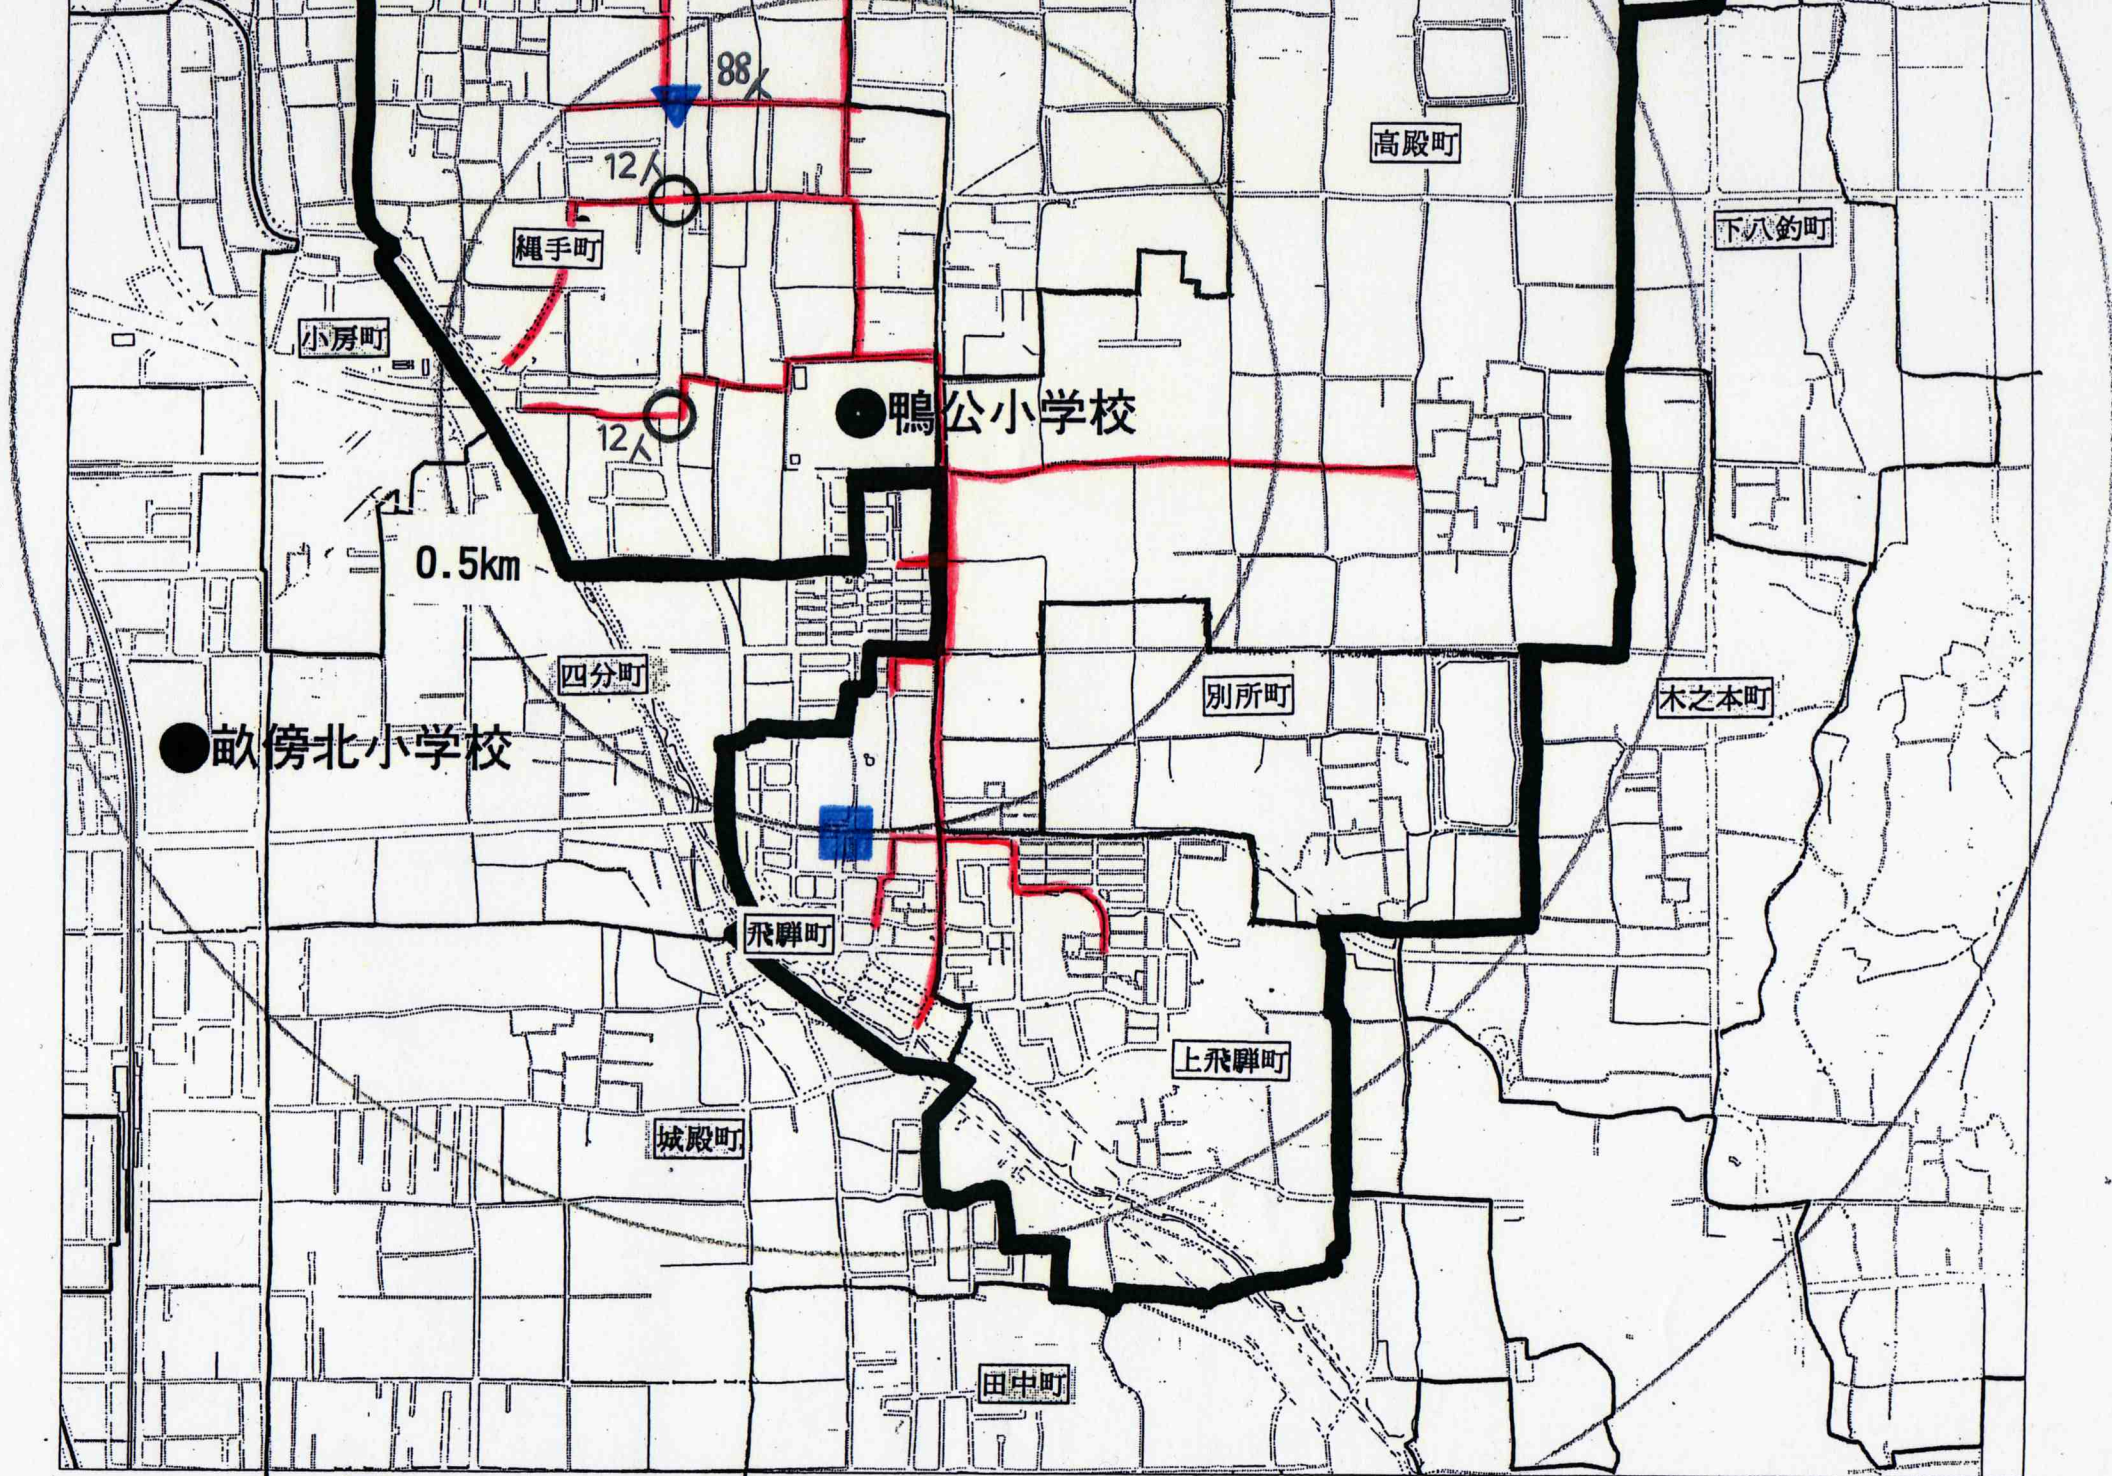 88人
高殿町
12人
下八釣町
縄手町
小房町
鴨公小学校
12人
0.5km
四分町
別所町
木之本町
畝傍北小学校
飛騨町
上飛騨町
城殿町
田中町